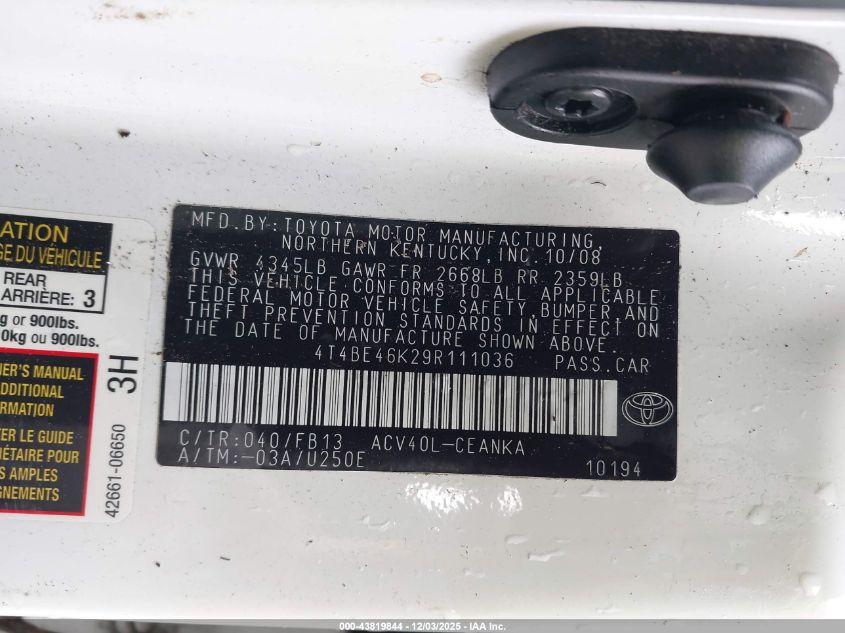 ATION
GE DU VÉHICULE
REAR
ARRIÈRE: 3
g or 900lbs.
0kg ou 900lbs.
ER'S MANUAL
ADDITIONAL
FORMATION
TER LE GUIDE
IÉTAIRE POUR
S AMPLES
GNEMENTS
3H
42661-06650
MFD.BY:TOYOTA MOTOR MANUFACTURING,
NORTHERN KENTUCKY,INC. 10/08
GVWR 4345LB GAWR FR 2668LB RR 2359LB
THIS VEHICLE CONFORMS TO ALL APPLICABLE
FEDERAL MOTOR VEHICLE SAFETY,BUMPER,AND
THEFT PREVENTION STANDARDS IN EFFECT ON
THE DATE OF MANUFACTURE SHOWN ABOVE.
4T4BE46K29R111036 PASS.CAR
C/TR:040/FB13 ACV40L-CEANKA
A/TM:-03A/U250E 10194
000-43819844 - 12/03/2025 - IAA Inc.